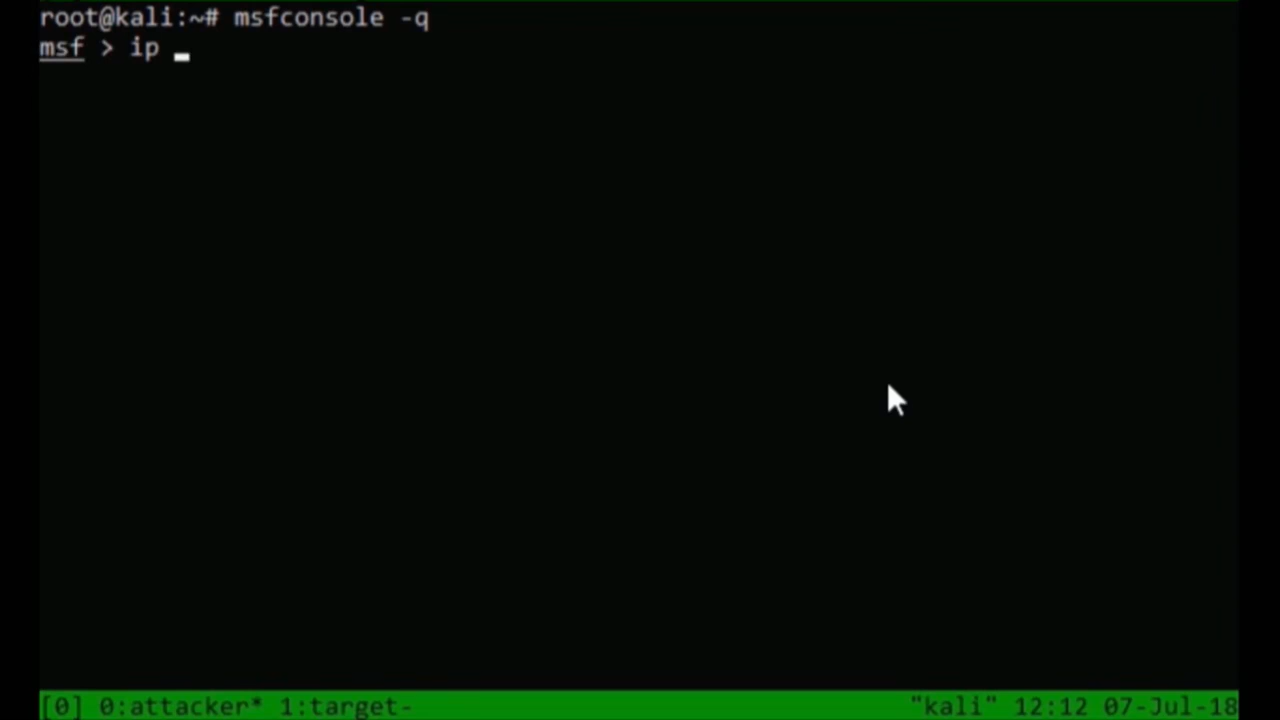 root@kali:~# msfconsole -q
msf > ip
[0] 0:attacker* 1:target- "kali" 12:12 07-Jul-18